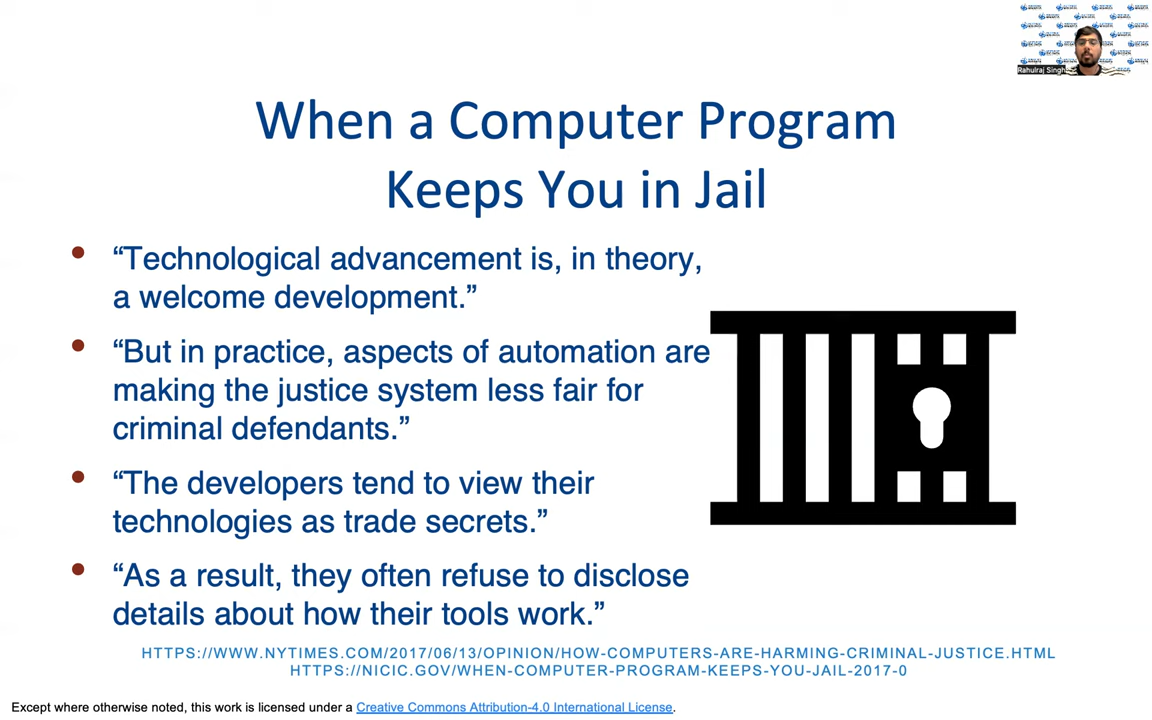 Rahulraj Singh
When a Computer Program
Keeps You in Jail
• “Technological advancement is, in theory,
a welcome development.”
• “But in practice, aspects of automation are
making the justice system less fair for
criminal defendants.”
• “The developers tend to view their
technologies as trade secrets.”
• “As a result, they often refuse to disclose
details about how their tools work.”
HTTPS://WWW.NYTIMES.COM/2017/06/13/OPINION/HOW-COMPUTERS-ARE-HARMING-CRIMINAL-JUSTICE.HTML
HTTPS://NICIC.GOV/WHEN-COMPUTER-PROGRAM-KEEPS-YOU-JAIL-2017-0
Except where otherwise noted, this work is licensed under a Creative Commons Attribution-4.0 International License.